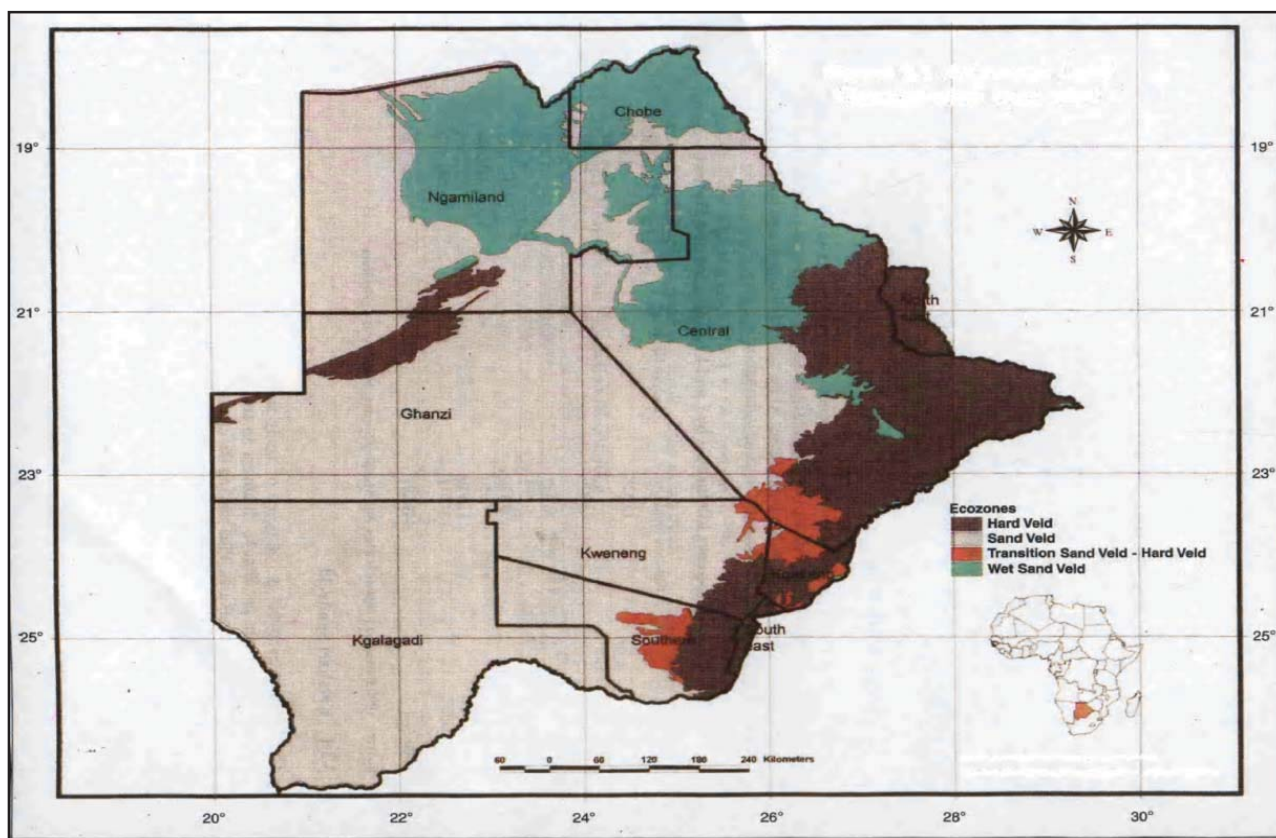 Chobe
19°
19°
Ngamiland
N
W E
S
North
21°
21°
Central
Ghanzi
23°
23°
Ecozones
Hard Veld
Sand Veld
Transition Sand Veld - Hard Veld
Wet Sand Veld
Kweneng
25°
25°
Kgalagadi
Southern
South
East
60 0 60 120 180 240 Kilometers
20° 22° 24° 26° 28° 30°